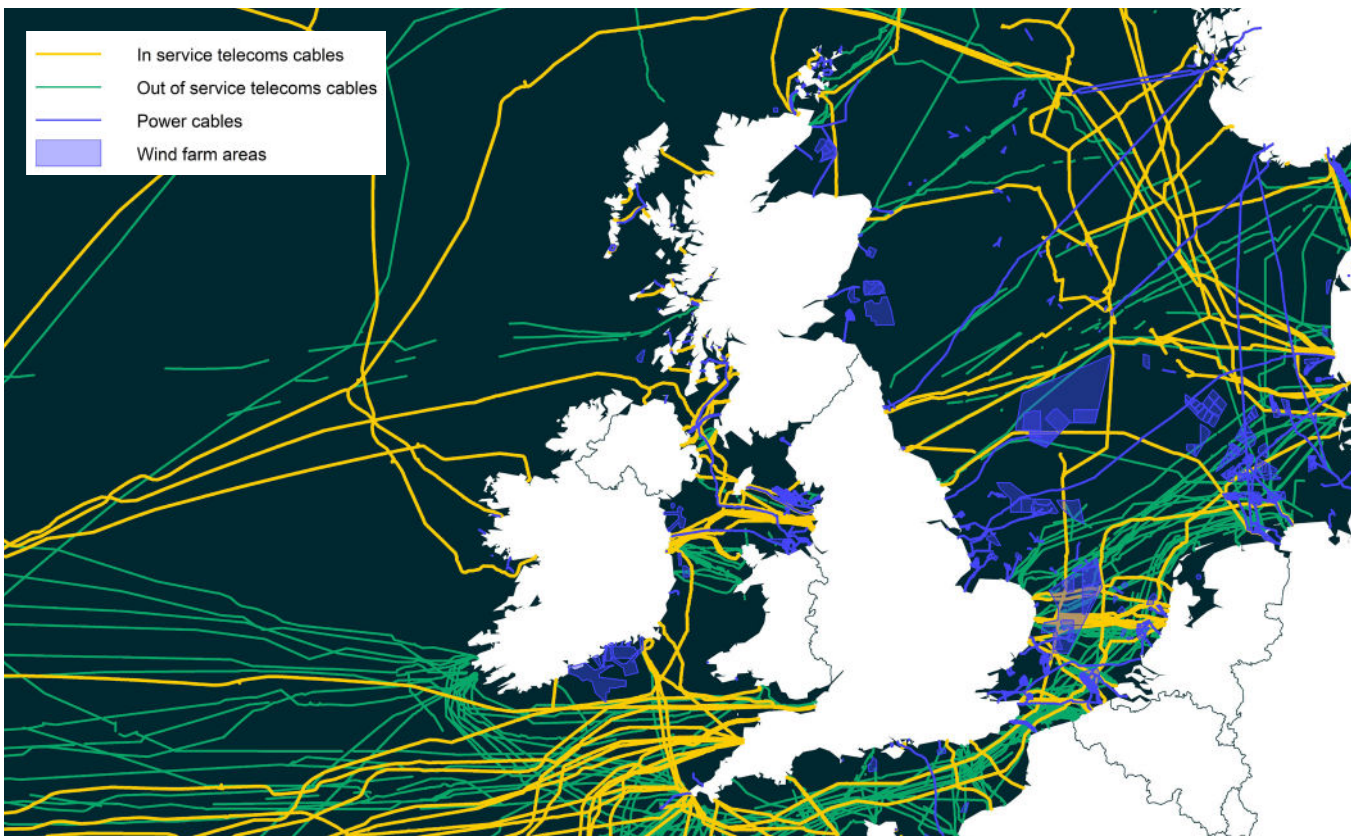 In service telecoms cables
Out of service telecoms cables
Power cables
Wind farm areas